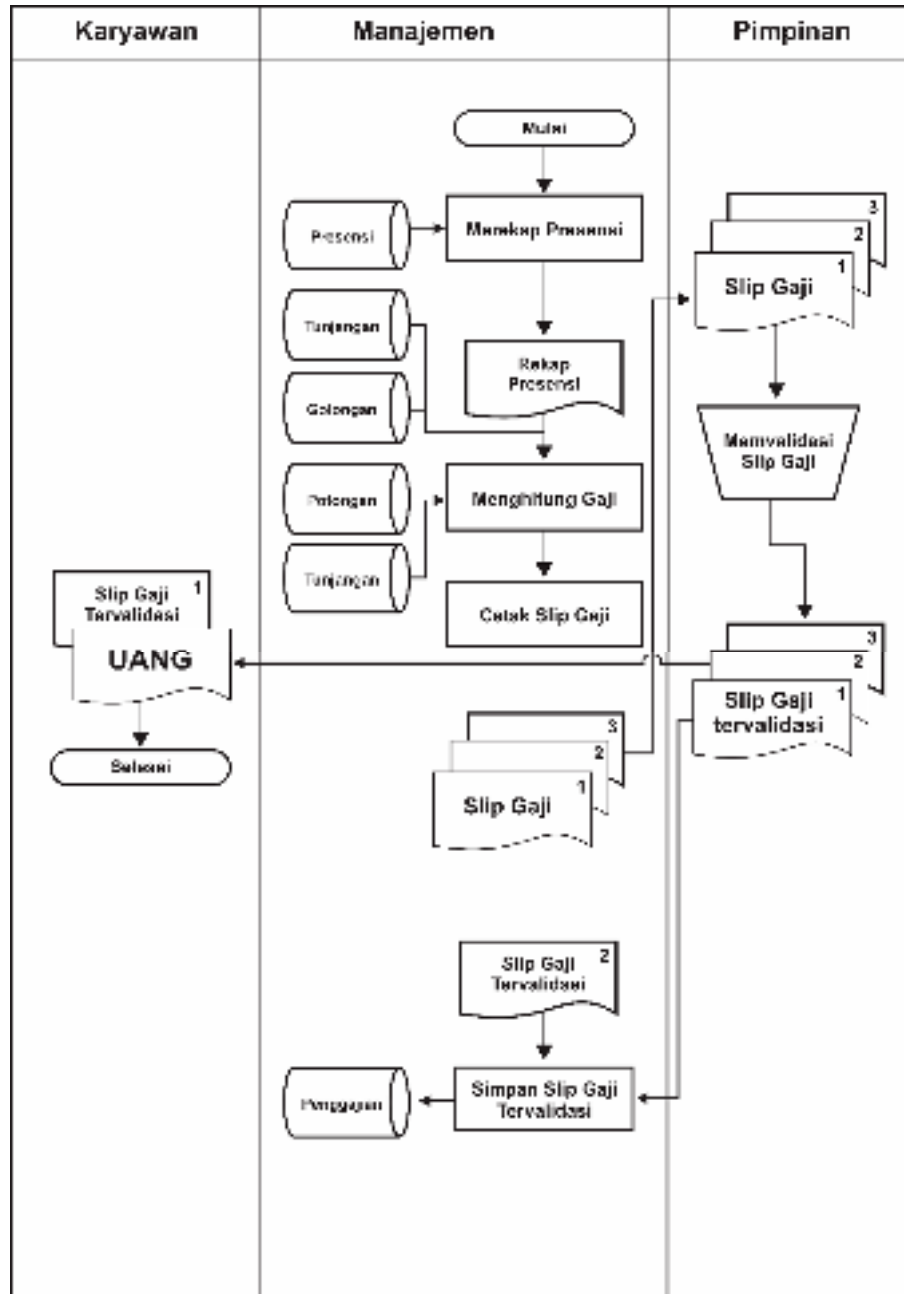 Karyawan
Manajemen
Pimpinan
Mulai
Presensi
Merekap Presensi
3
2
1
Slip Gaji
Tunjangan
Rekap
Presensi
Golongan
Memvalidasi
Slip Gaji
Potongan
Menghitung Gaji
Tunjangan
Slip Gaji 1
Tervalidasi
Cetak Slip Gaji
UANG
3
2
1
Slip Gaji
tervalidasi
Selesai
3
2
1
Slip Gaji
Slip Gaji 2
Tervalidasi
Penggajian
Simpan Slip Gaji
Tervalidasi